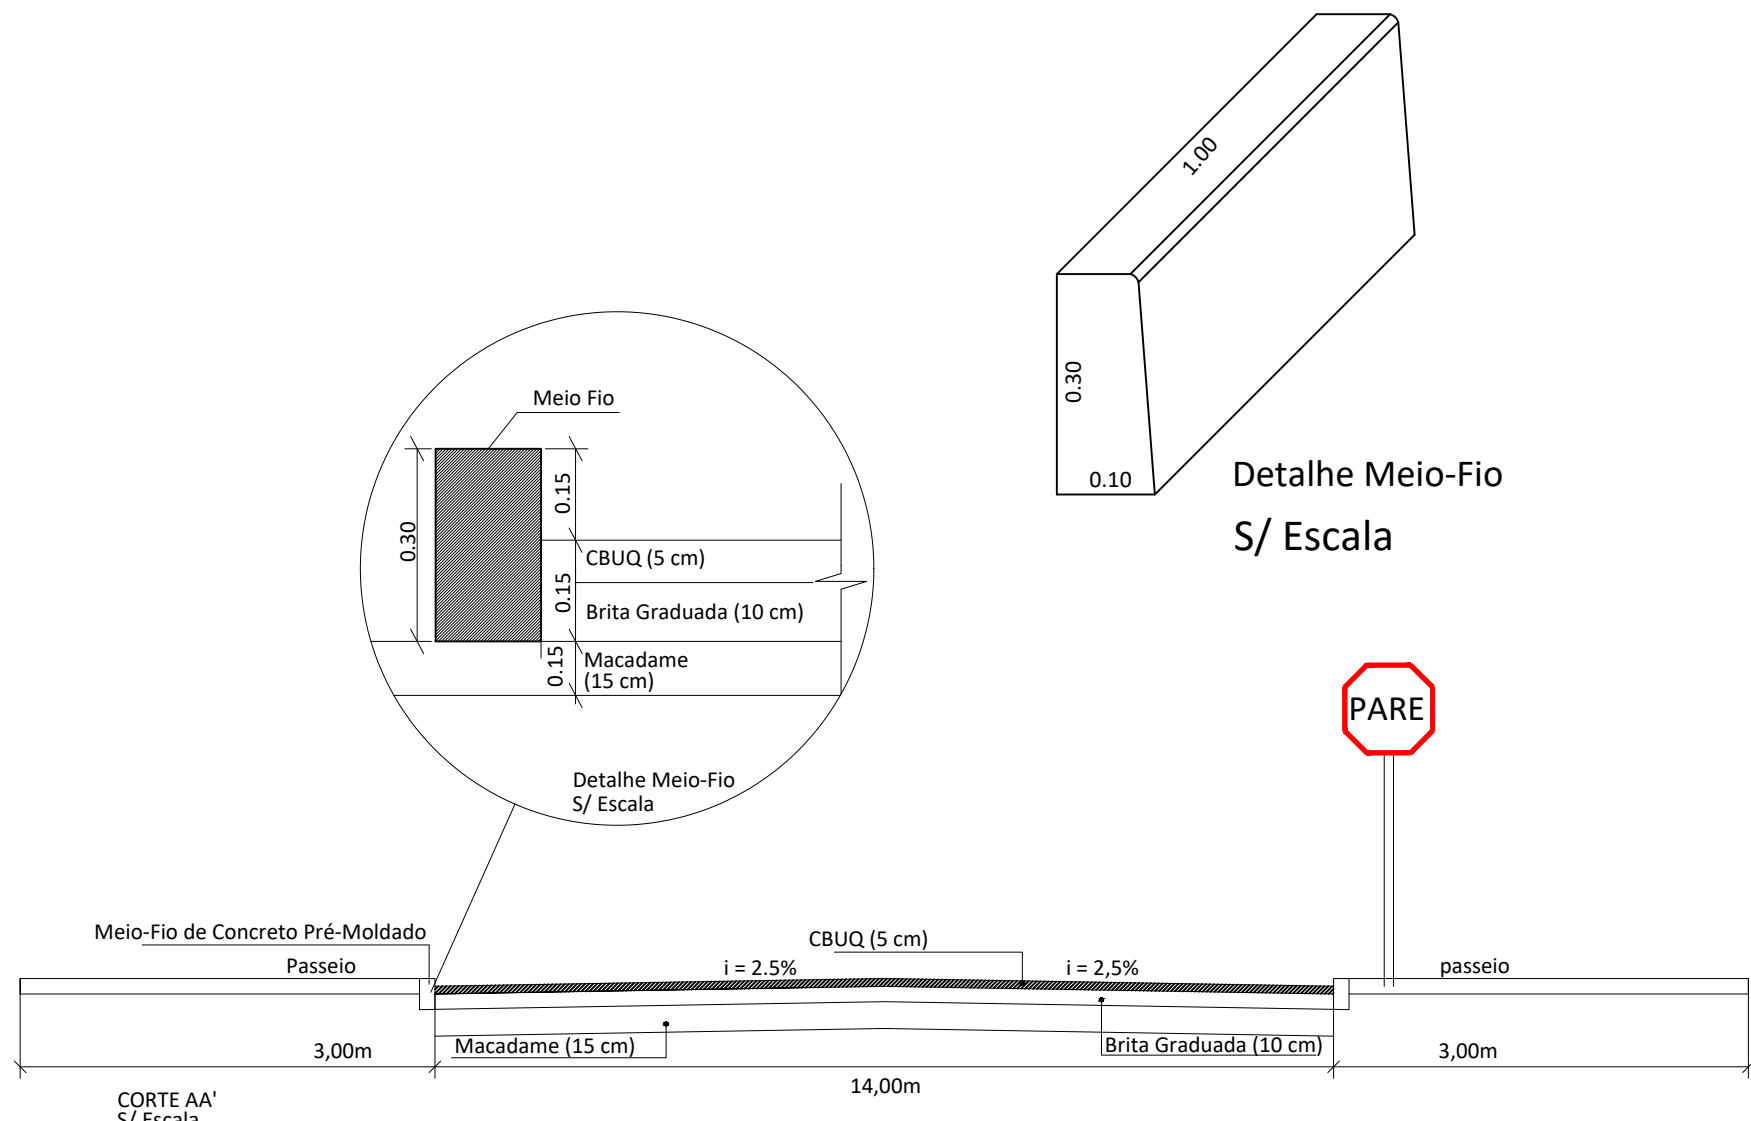 1.00
0.30
0.10
Detalhe Meio-Fio
S/ Escala
Meio Fio
0.30
0.15
CBUQ (5 cm)
0.15
Brita Graduada (10 cm)
0.15
Macadame
(15 cm)
Detalhe Meio-Fio
S/ Escala
PARE
Meio-Fio de Concreto Pré-Moldado
Passeio
i = 2.5%
CBUQ (5 cm)
i = 2,5%
passeio
Macadame (15 cm)
Brita Graduada (10 cm)
3,00m
14,00m
3,00m
CORTE AA'
S/ Escala